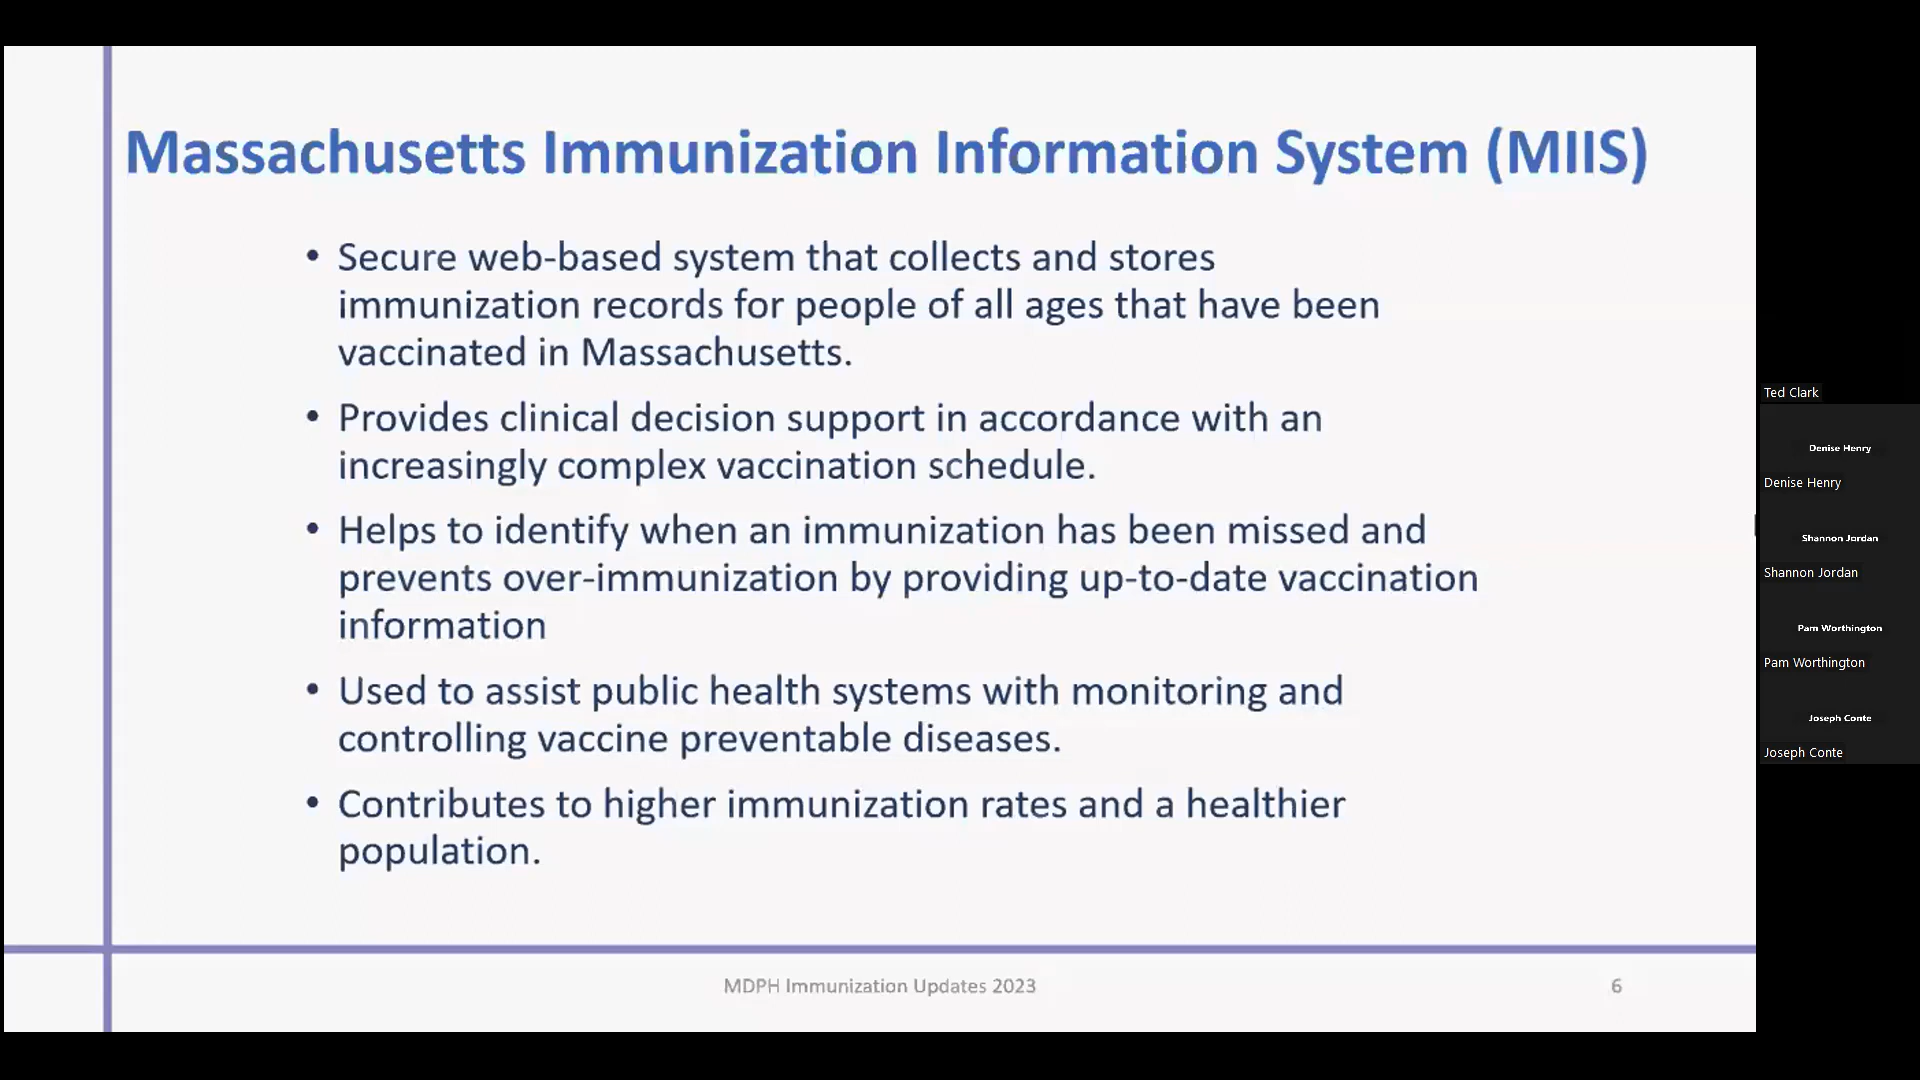 Massachusetts Immunization Information System (MIIS)
• Secure web-based system that collects and stores
immunization records for people of all ages that have been
vaccinated in Massachusetts.
• Provides clinical decision support in accordance with an
increasingly complex vaccination schedule.
• Helps to identify when an immunization has been missed and
prevents over-immunization by providing up-to-date vaccination
information
• Used to assist public health systems with monitoring and
controlling vaccine preventable diseases.
• Contributes to higher immunization rates and a healthier
population.
MDPH Immunization Updates 2023
6
Ted Clark
Denise Henry
Denise Henry
Shannon Jordan
Shannon Jordan
Pam Worthington
Pam Worthington
Joseph Conte
Joseph Conte